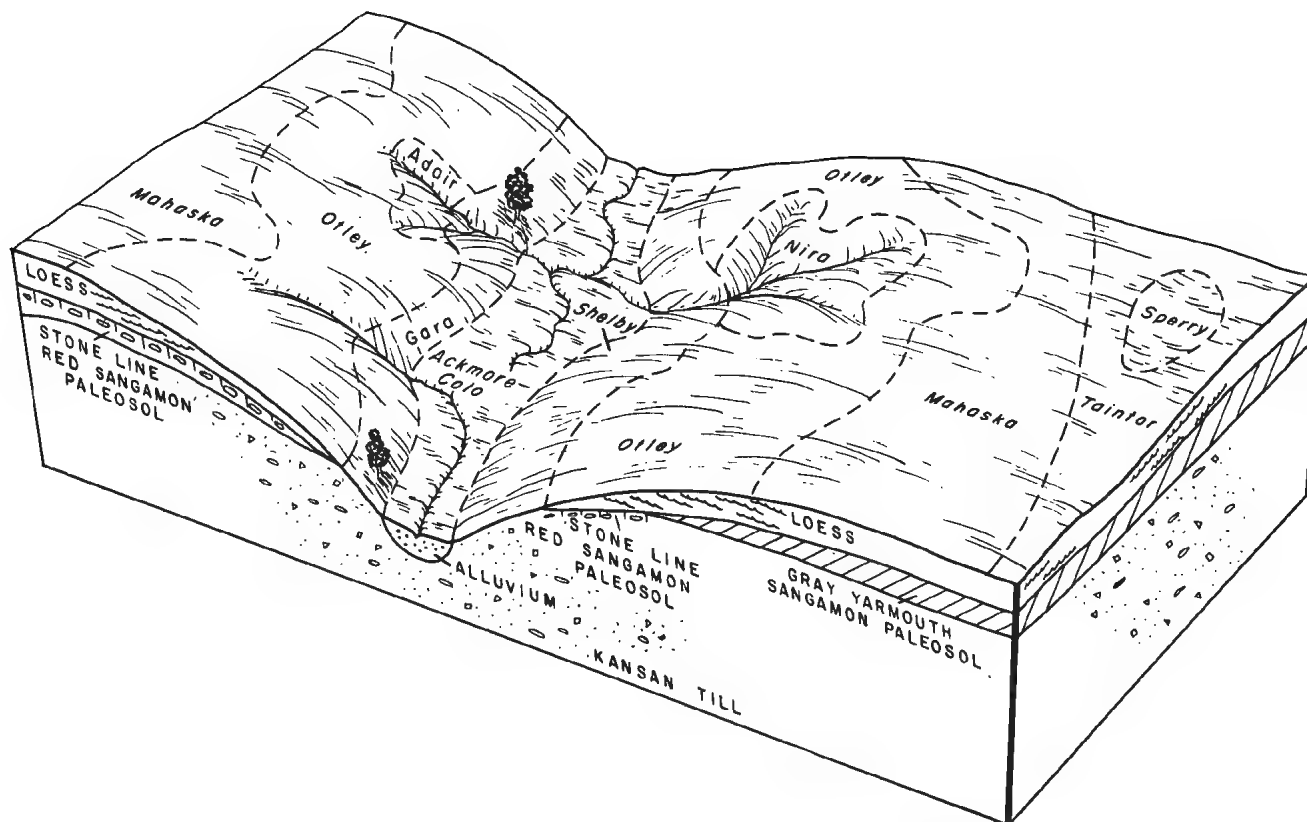 Adair
Otley
Mahaska
Otley
Nira
LOESS
Sperry
Shelby
Gara
STONE LINE
RED SANGAMON
PALEOSOL
Ackmore-
Colo
Mahaska
Taintor
Otley
LOESS
STONE LINE
RED SANGAMON
PALEOSOL
ALLUVIUM
GRAY YARMOUTH
SANGAMON PALEOSOL
KANSAN TILL